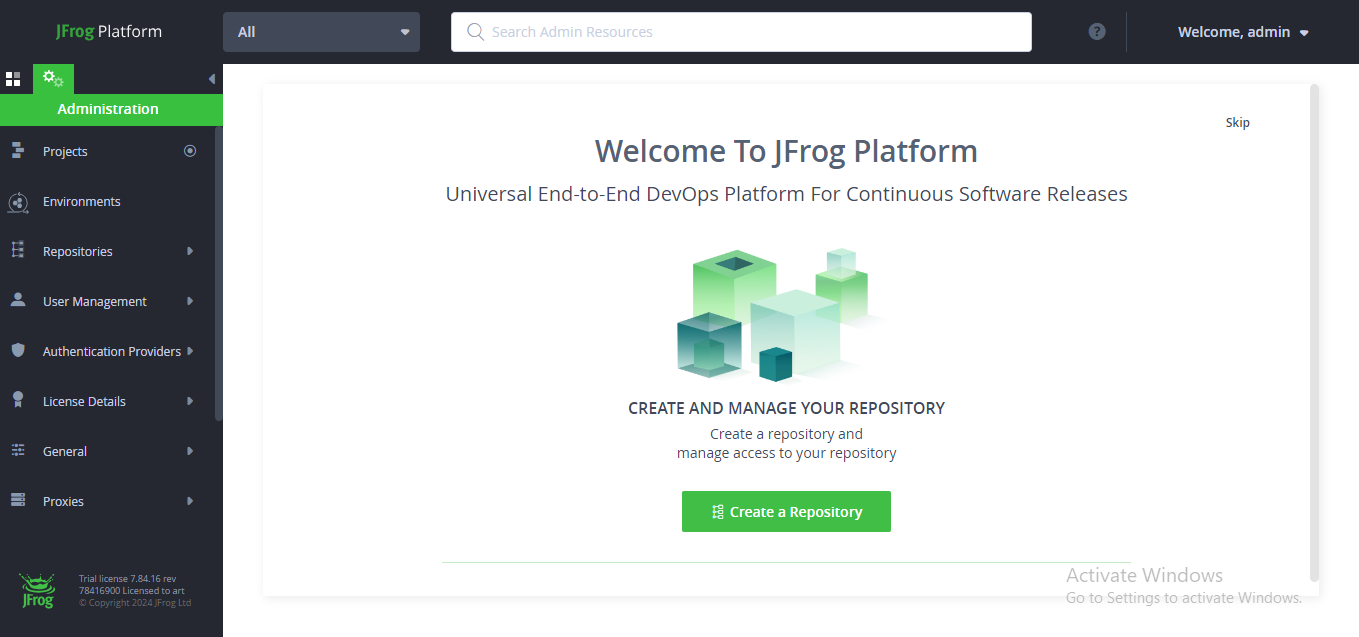 JFrog Platform
All
Search Admin Resources
?
Welcome, admin
Administration
Projects
Environments
Repositories
User Management
Authentication Providers
License Details
General
Proxies
JFrog
Trial license 7.84.16 rev
78416900 Licensed to art
© Copyright 2024 JFrog Ltd
Skip
Welcome To JFrog Platform
Universal End-to-End DevOps Platform For Continuous Software Releases
CREATE AND MANAGE YOUR REPOSITORY
Create a repository and
manage access to your repository
Create a Repository
Activate Windows
Go to Settings to activate Windows.